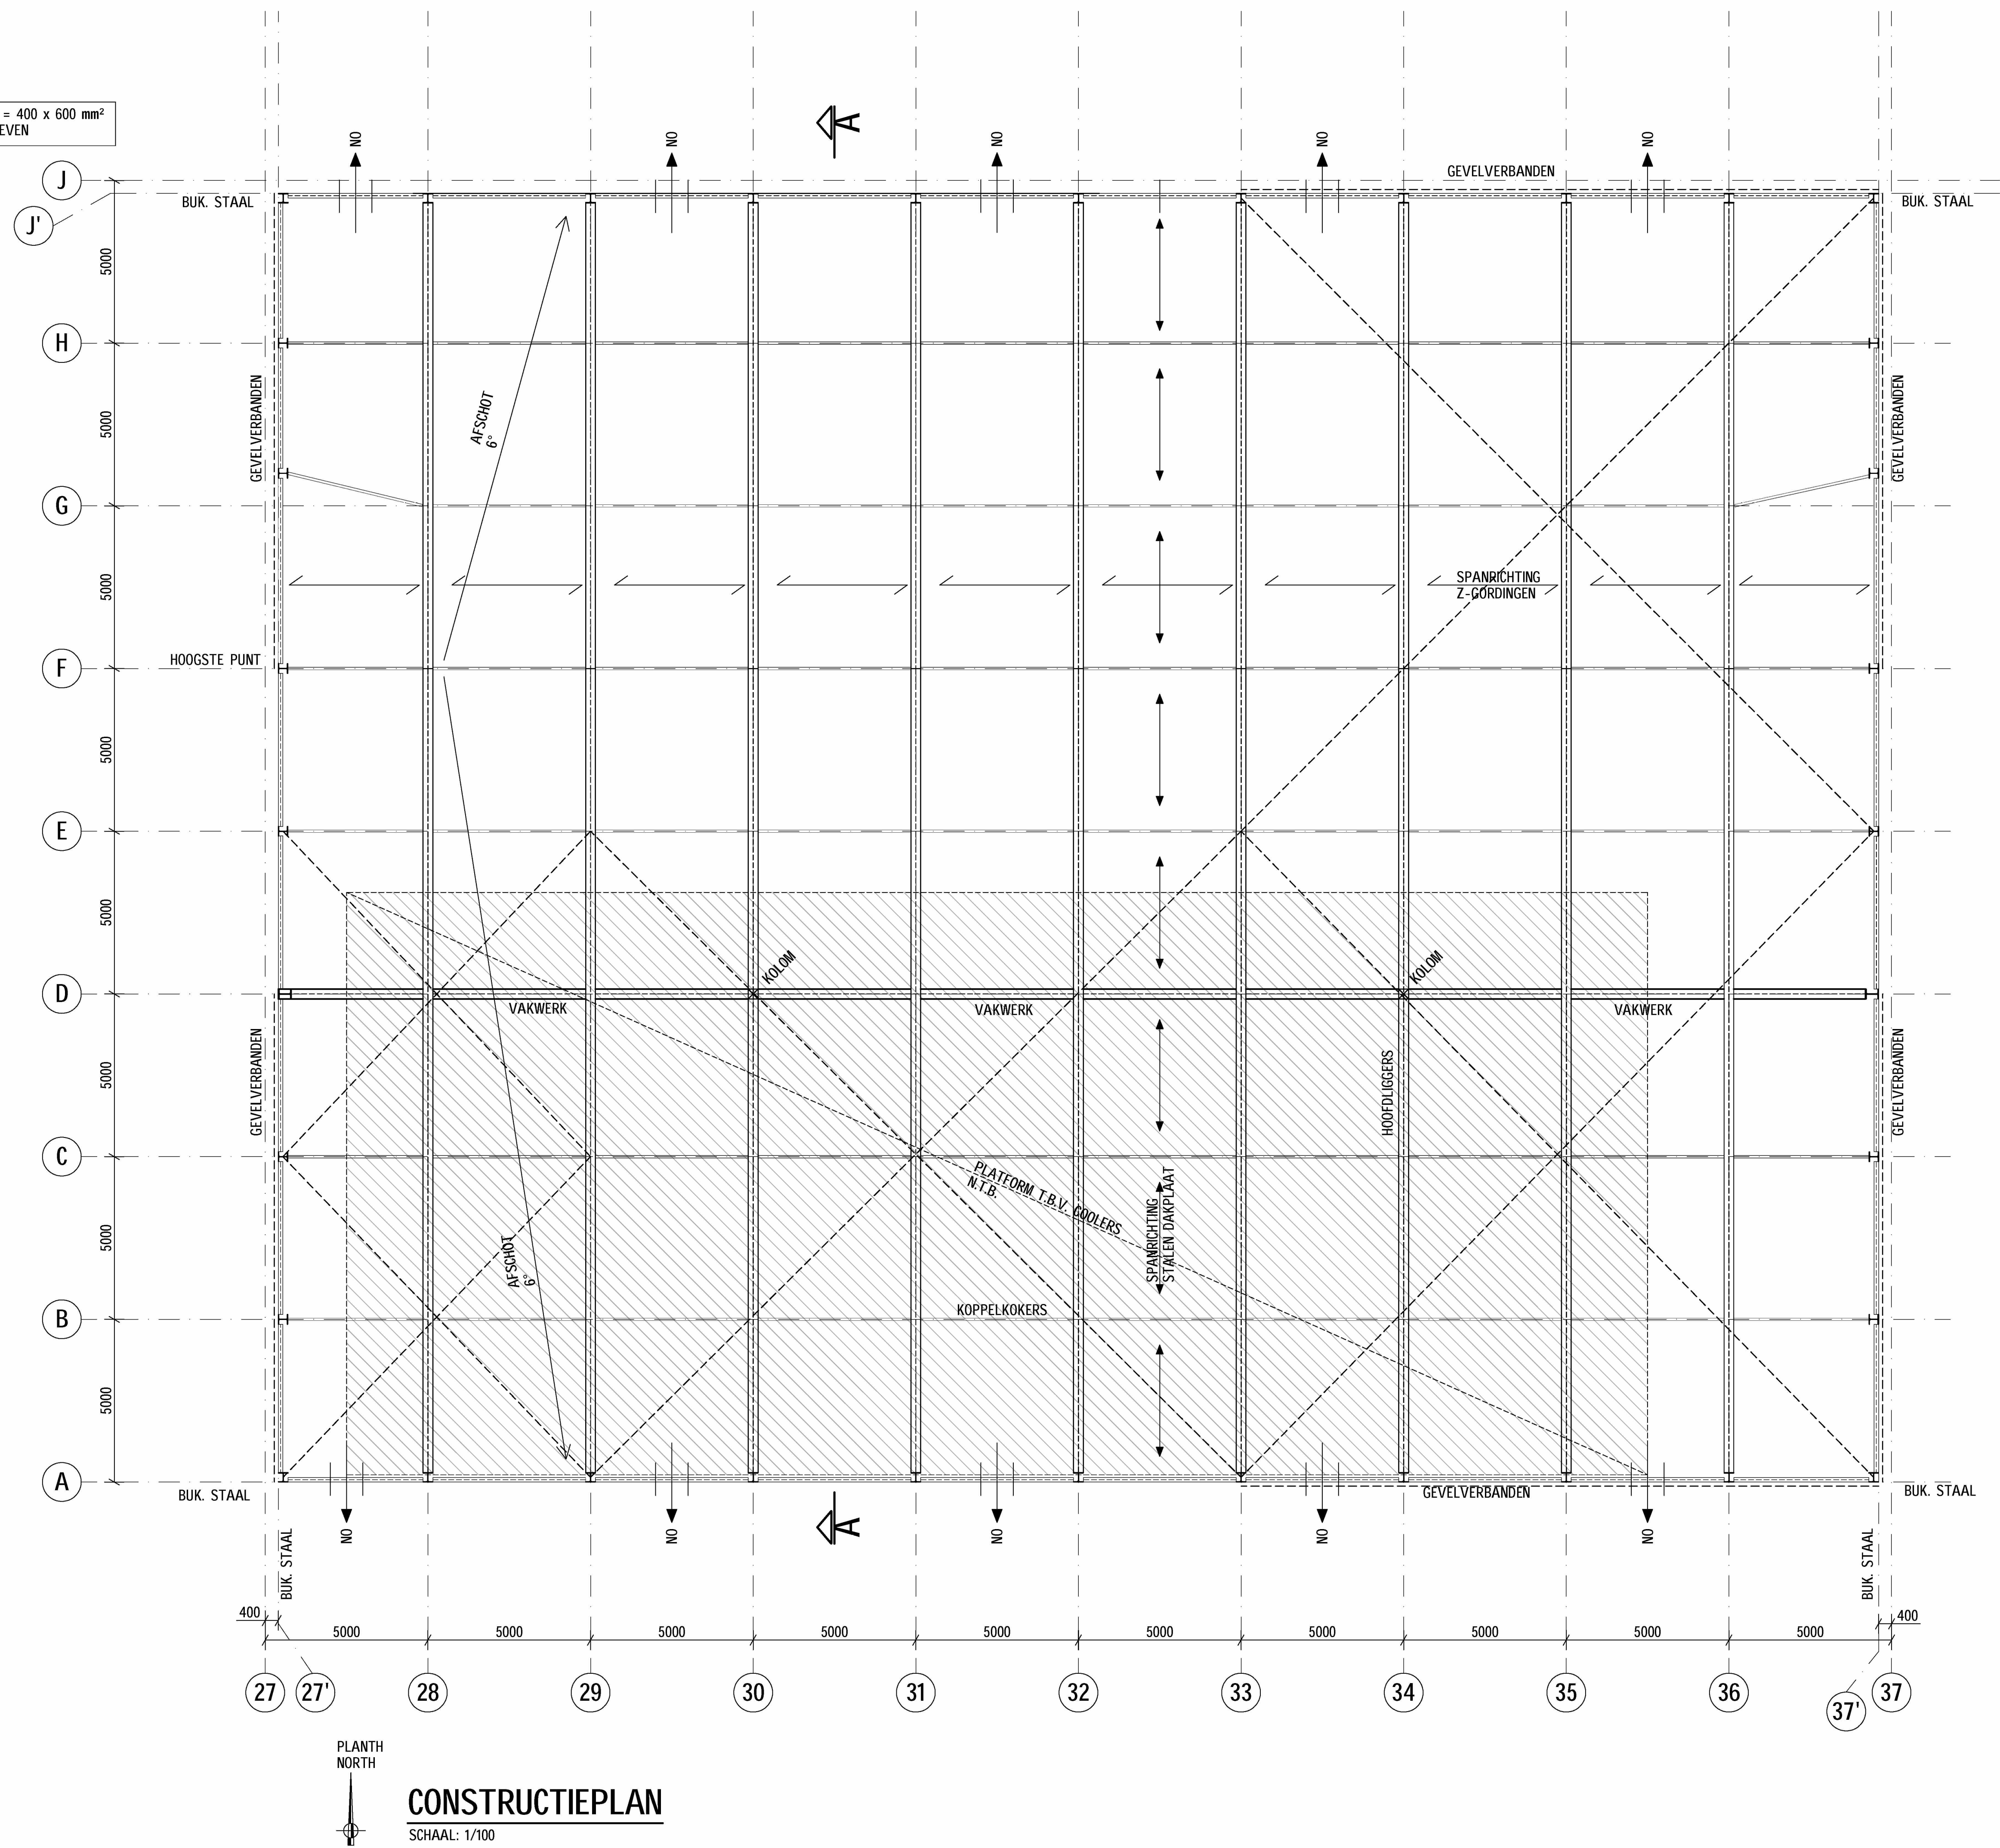 = 400 x 600 mm²
EVEN
A
NO
NO
NO
NO
NO
GEVELVERBANDEN
J
BUK. STAAL
BUK. STAAL
J'
5000
H
GEVELVERBANDEN
AFSCHOT
6°
5000
GEVELVERBANDEN
G
5000
SPANRICHTING
Z-GORDINGEN
HOOGSTE PUNT
F
5000
E
5000
KOLOM
KOLOM
D
VAKWERK
VAKWERK
VAKWERK
GEVELVERBANDEN
5000
HOOFDLIGGERS
GEVELVERBANDEN
C
PLATFORM T.B.V. COOLERS
N.T.B.
SPANRICHTING
STALEN DAKPLAAT
5000
AFSCHOT
6°
KOPPELKOKERS
B
5000
A
BUK. STAAL
GEVELVERBANDEN
BUK. STAAL
NO
NO
A
NO
NO
NO
BUK. STAAL
BUK. STAAL
400
400
5000
5000
5000
5000
5000
5000
5000
5000
5000
5000
27
27'
28
29
30
31
32
33
34
35
36
37'
37
PLANTH
NORTH
CONSTRUCTIEPLAN
SCHAAL: 1/100